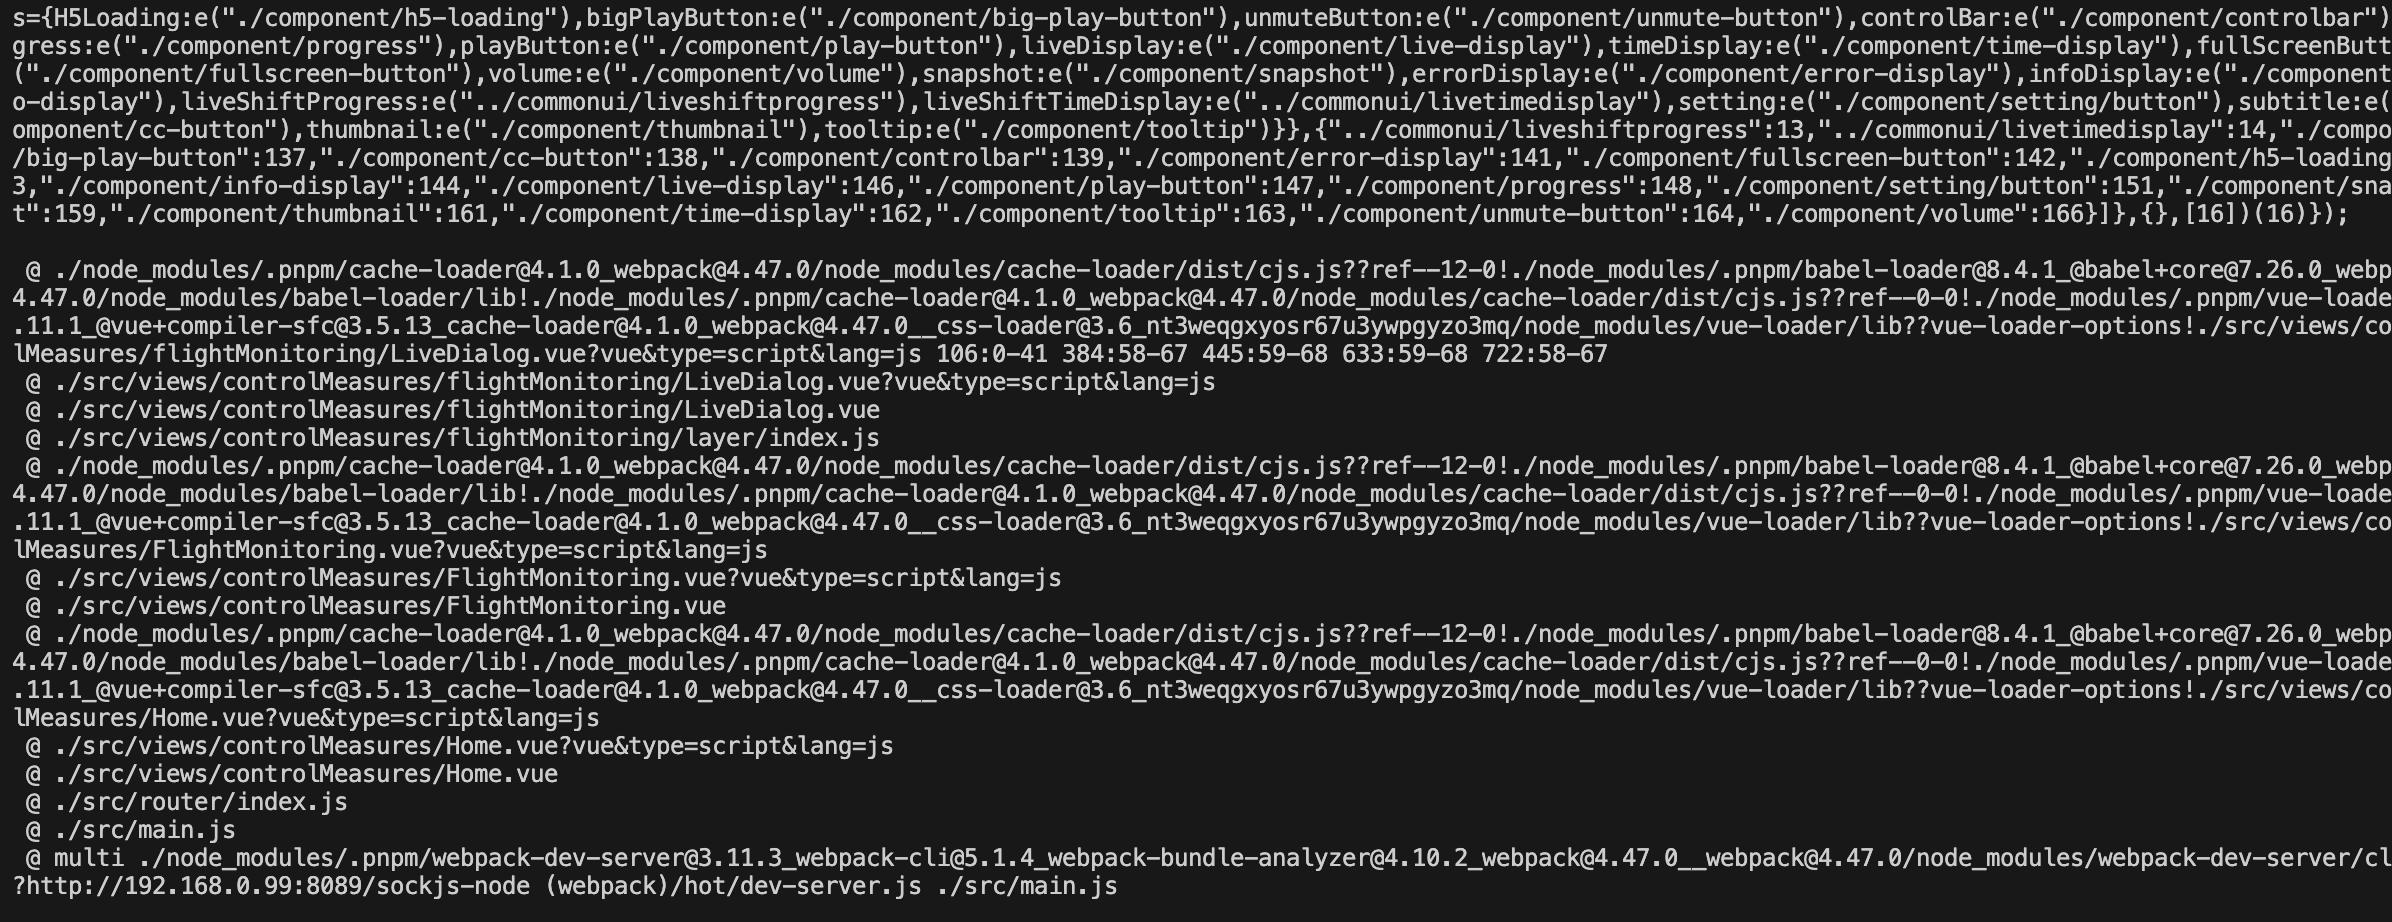 s={H5Loading:e("./component/h5-loading"),bigPlayButton:e("./component/big-play-button"),unmuteButton:e("./component/unmute-button"),controlBar:e("./component/controlbar")
gress:e("./component/progress"),playButton:e("./component/play-button"),liveDisplay:e("./component/live-display"),timeDisplay:e("./component/time-display"),fullScreenButt
("./component/fullscreen-button"),volume:e("./component/volume"),snapshot:e("./component/snapshot"),errorDisplay:e("./component/error-display"),infoDisplay:e("./component
o-display"),liveShiftProgress:e("../commonui/liveshiftprogress"),liveShiftTimeDisplay:e("../commonui/livetimedisplay"),setting:e("./component/setting/button"),subtitle:e(
omponent/cc-button"),thumbnail:e("./component/thumbnail"),tooltip:e("./component/tooltip")}},{"../commonui/liveshiftprogress":13,"../commonui/livetimedisplay":14,"./compo
/big-play-button":137,"./component/cc-button":138,"./component/controlbar":139,"./component/error-display":141,"./component/fullscreen-button":142,"./component/h5-loading
3,"./component/info-display":144,"./component/live-display":146,"./component/play-button":147,"./component/progress":148,"./component/setting/button":151,"./component/sna
t":159,"./component/thumbnail":161,"./component/time-display":162,"./component/tooltip":163,"./component/unmute-button":164,"./component/volume":166}]},{},[16])(16)});
@ ./node_modules/.pnpm/cache-loader@4.1.0_webpack@4.47.0/node_modules/cache-loader/dist/cjs.js??ref--12-0!./node_modules/.pnpm/babel-loader@8.4.1_@babel+core@7.26.0_webp
4.47.0/node_modules/babel-loader/lib!./node_modules/.pnpm/cache-loader@4.1.0_webpack@4.47.0/node_modules/cache-loader/dist/cjs.js??ref--0-0!./node_modules/.pnpm/vue-loade
.11.1_@vue+compiler-sfc@3.5.13_cache-loader@4.1.0_webpack@4.47.0__css-loader@3.6_nt3weqgxyosr67u3ywpgyzo3mq/node_modules/vue-loader/lib??vue-loader-options!./src/views/co
lMeasures/flightMonitoring/LiveDialog.vue?vue&type=script&lang=js 106:0-41 384:58-67 445:59-68 633:59-68 722:58-67
@ ./src/views/controlMeasures/flightMonitoring/LiveDialog.vue?vue&type=script&lang=js
@ ./src/views/controlMeasures/flightMonitoring/LiveDialog.vue
@ ./src/views/controlMeasures/flightMonitoring/layer/index.js
@ ./node_modules/.pnpm/cache-loader@4.1.0_webpack@4.47.0/node_modules/cache-loader/dist/cjs.js??ref--12-0!./node_modules/.pnpm/babel-loader@8.4.1_@babel+core@7.26.0_webp
4.47.0/node_modules/babel-loader/lib!./node_modules/.pnpm/cache-loader@4.1.0_webpack@4.47.0/node_modules/cache-loader/dist/cjs.js??ref--0-0!./node_modules/.pnpm/vue-loade
.11.1_@vue+compiler-sfc@3.5.13_cache-loader@4.1.0_webpack@4.47.0__css-loader@3.6_nt3weqgxyosr67u3ywpgyzo3mq/node_modules/vue-loader/lib??vue-loader-options!./src/views/co
lMeasures/FlightMonitoring.vue?vue&type=script&lang=js
@ ./src/views/controlMeasures/FlightMonitoring.vue?vue&type=script&lang=js
@ ./src/views/controlMeasures/FlightMonitoring.vue
@ ./node_modules/.pnpm/cache-loader@4.1.0_webpack@4.47.0/node_modules/cache-loader/dist/cjs.js??ref--12-0!./node_modules/.pnpm/babel-loader@8.4.1_@babel+core@7.26.0_webp
4.47.0/node_modules/babel-loader/lib!./node_modules/.pnpm/cache-loader@4.1.0_webpack@4.47.0/node_modules/cache-loader/dist/cjs.js??ref--0-0!./node_modules/.pnpm/vue-loade
.11.1_@vue+compiler-sfc@3.5.13_cache-loader@4.1.0_webpack@4.47.0__css-loader@3.6_nt3weqgxyosr67u3ywpgyzo3mq/node_modules/vue-loader/lib??vue-loader-options!./src/views/co
lMeasures/Home.vue?vue&type=script&lang=js
@ ./src/views/controlMeasures/Home.vue?vue&type=script&lang=js
@ ./src/views/controlMeasures/Home.vue
@ ./src/router/index.js
@ ./src/main.js
@ multi ./node_modules/.pnpm/webpack-dev-server@3.11.3_webpack-cli@5.1.4_webpack-bundle-analyzer@4.10.2_webpack@4.47.0__webpack@4.47.0/node_modules/webpack-dev-server/cl
?http://192.168.0.99:8089/sockjs-node (webpack)/hot/dev-server.js ./src/main.js